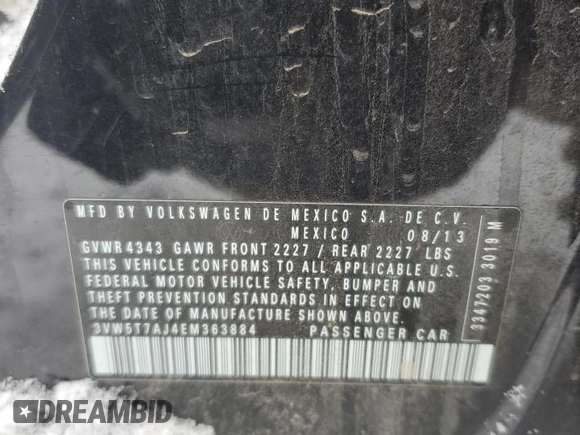 MFD BY VOLKSWAGEN DE MEXICO S.A. DE C.V.
MEXICO 08/13
GVWR 4343 GAWR FRONT 2227 / REAR 2227 LBS
THIS VEHICLE CONFORMS TO ALL APPLICABLE U.S.
FEDERAL MOTOR VEHICLE SAFETY, BUMPER AND
THEFT PREVENTION STANDARDS IN EFFECT ON
THE DATE OF MANUFACTURE SHOWN ABOVE.
3VW5T7AJ4EM363884 PASSENGER CAR
3347203 3019 M
DREAMBID